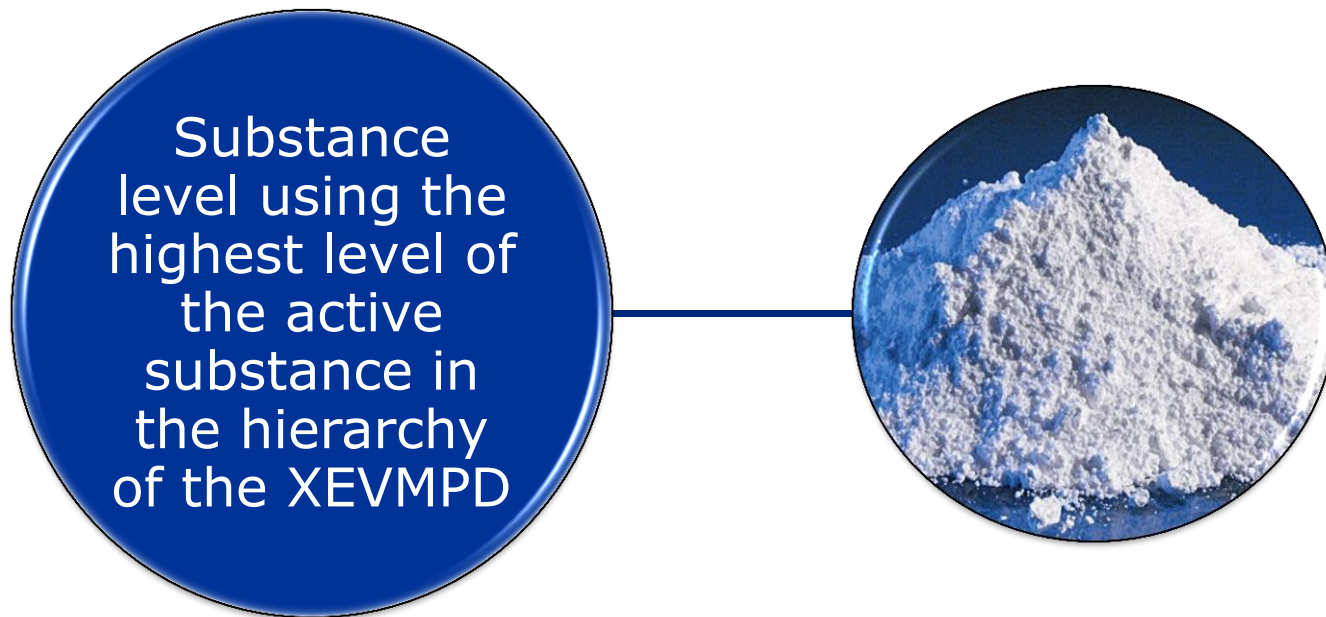 Substance
level using the
highest level of
the active
substance in
the hierarchy
of the XEVMPD